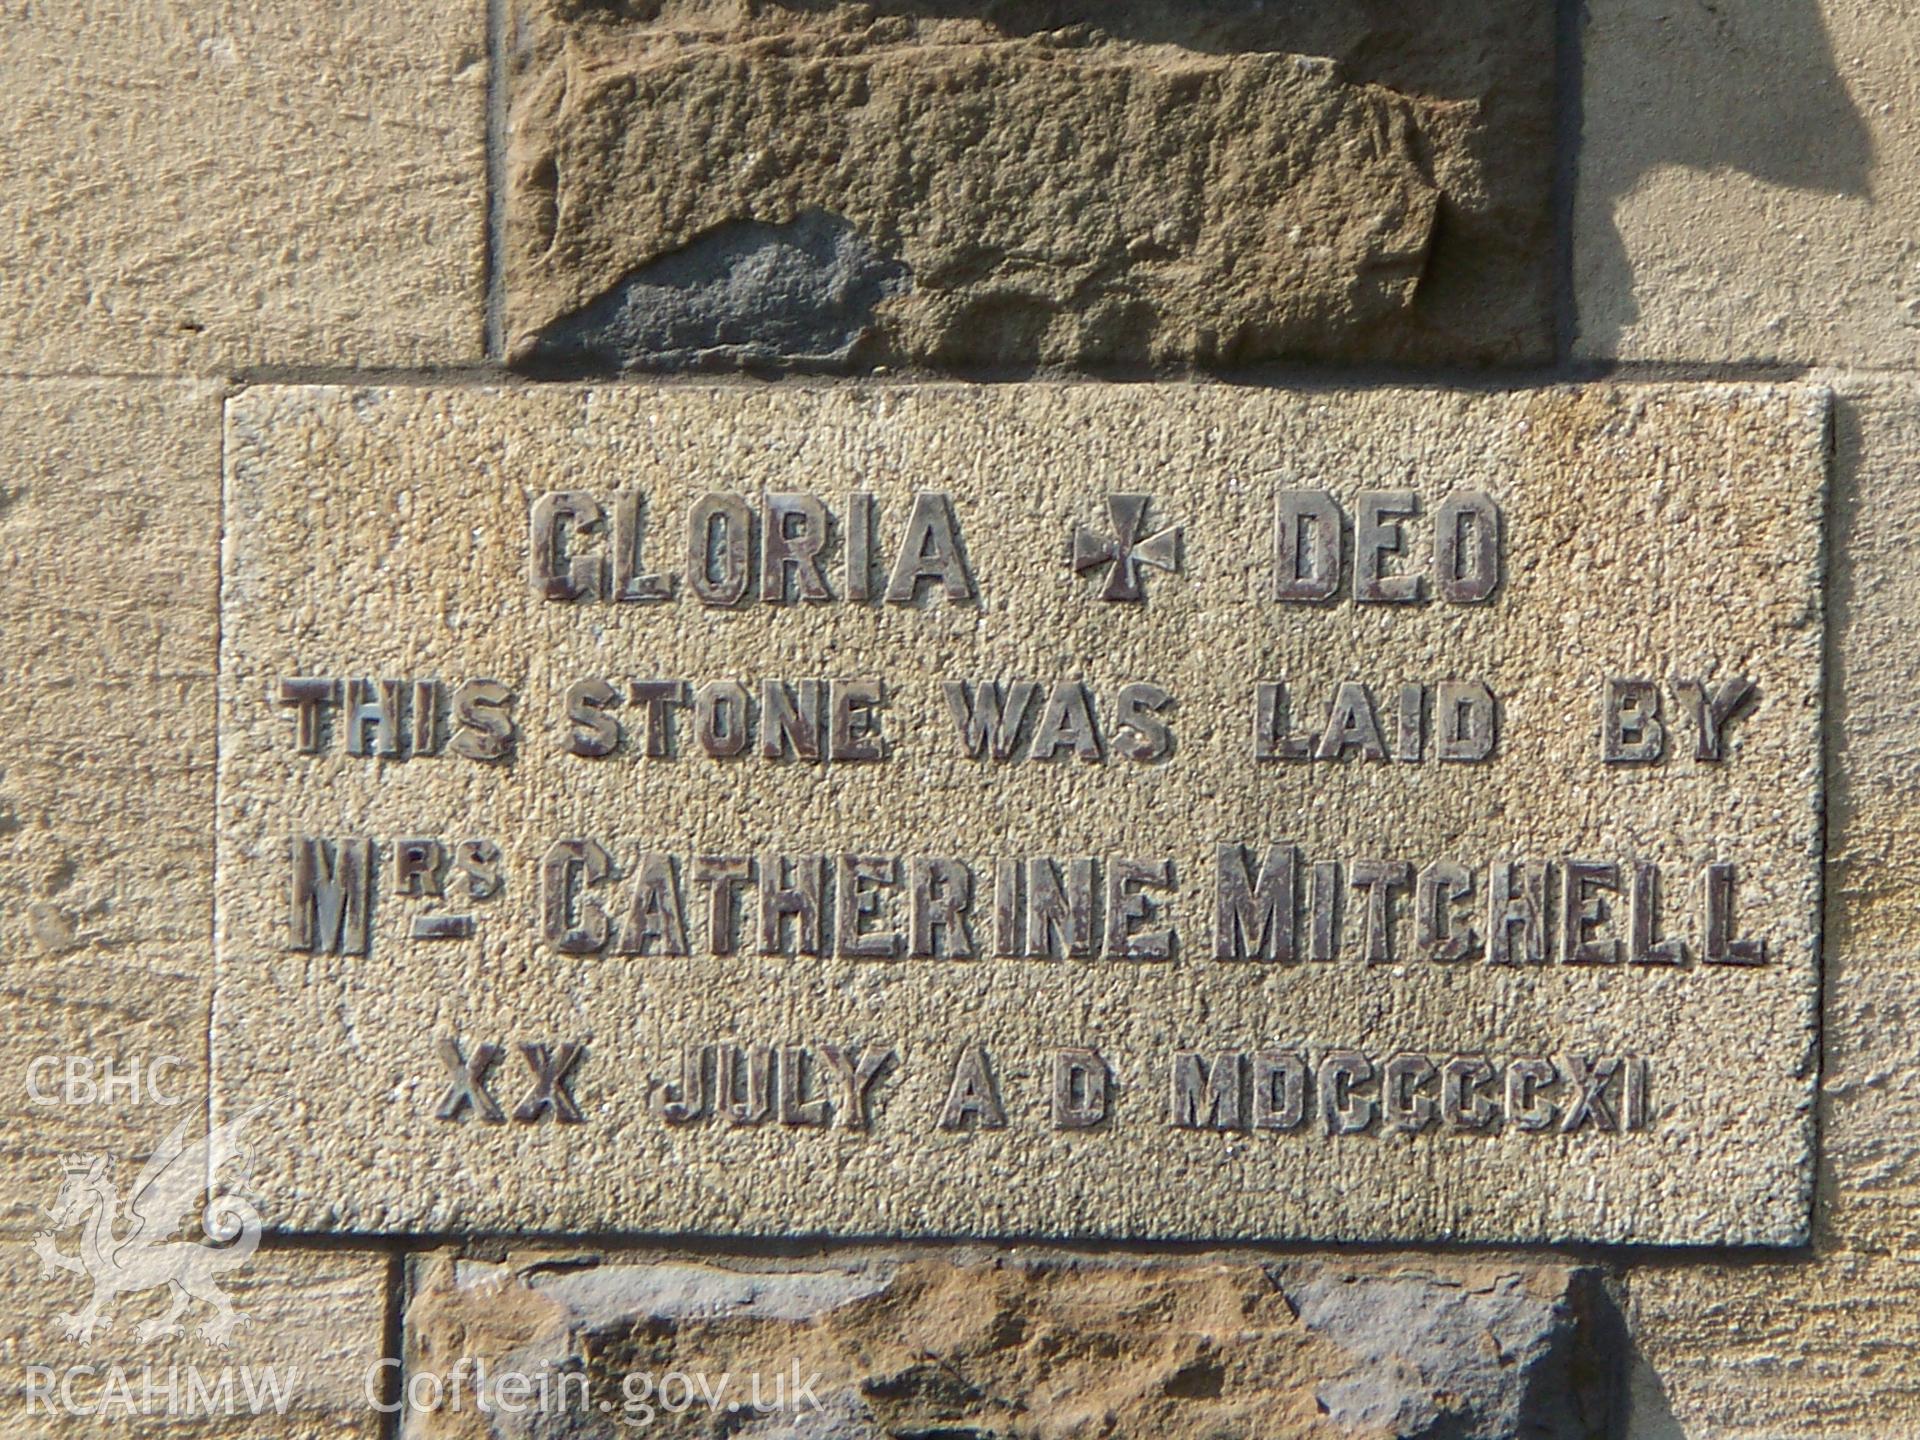 GLORIA ✠ DEO
THIS STONE WAS LAID BY
MRS CATHERINE MITCHELL
XX JULY A D MDCCCCXI
CBHC
RCAHMW Coflein.gov.uk